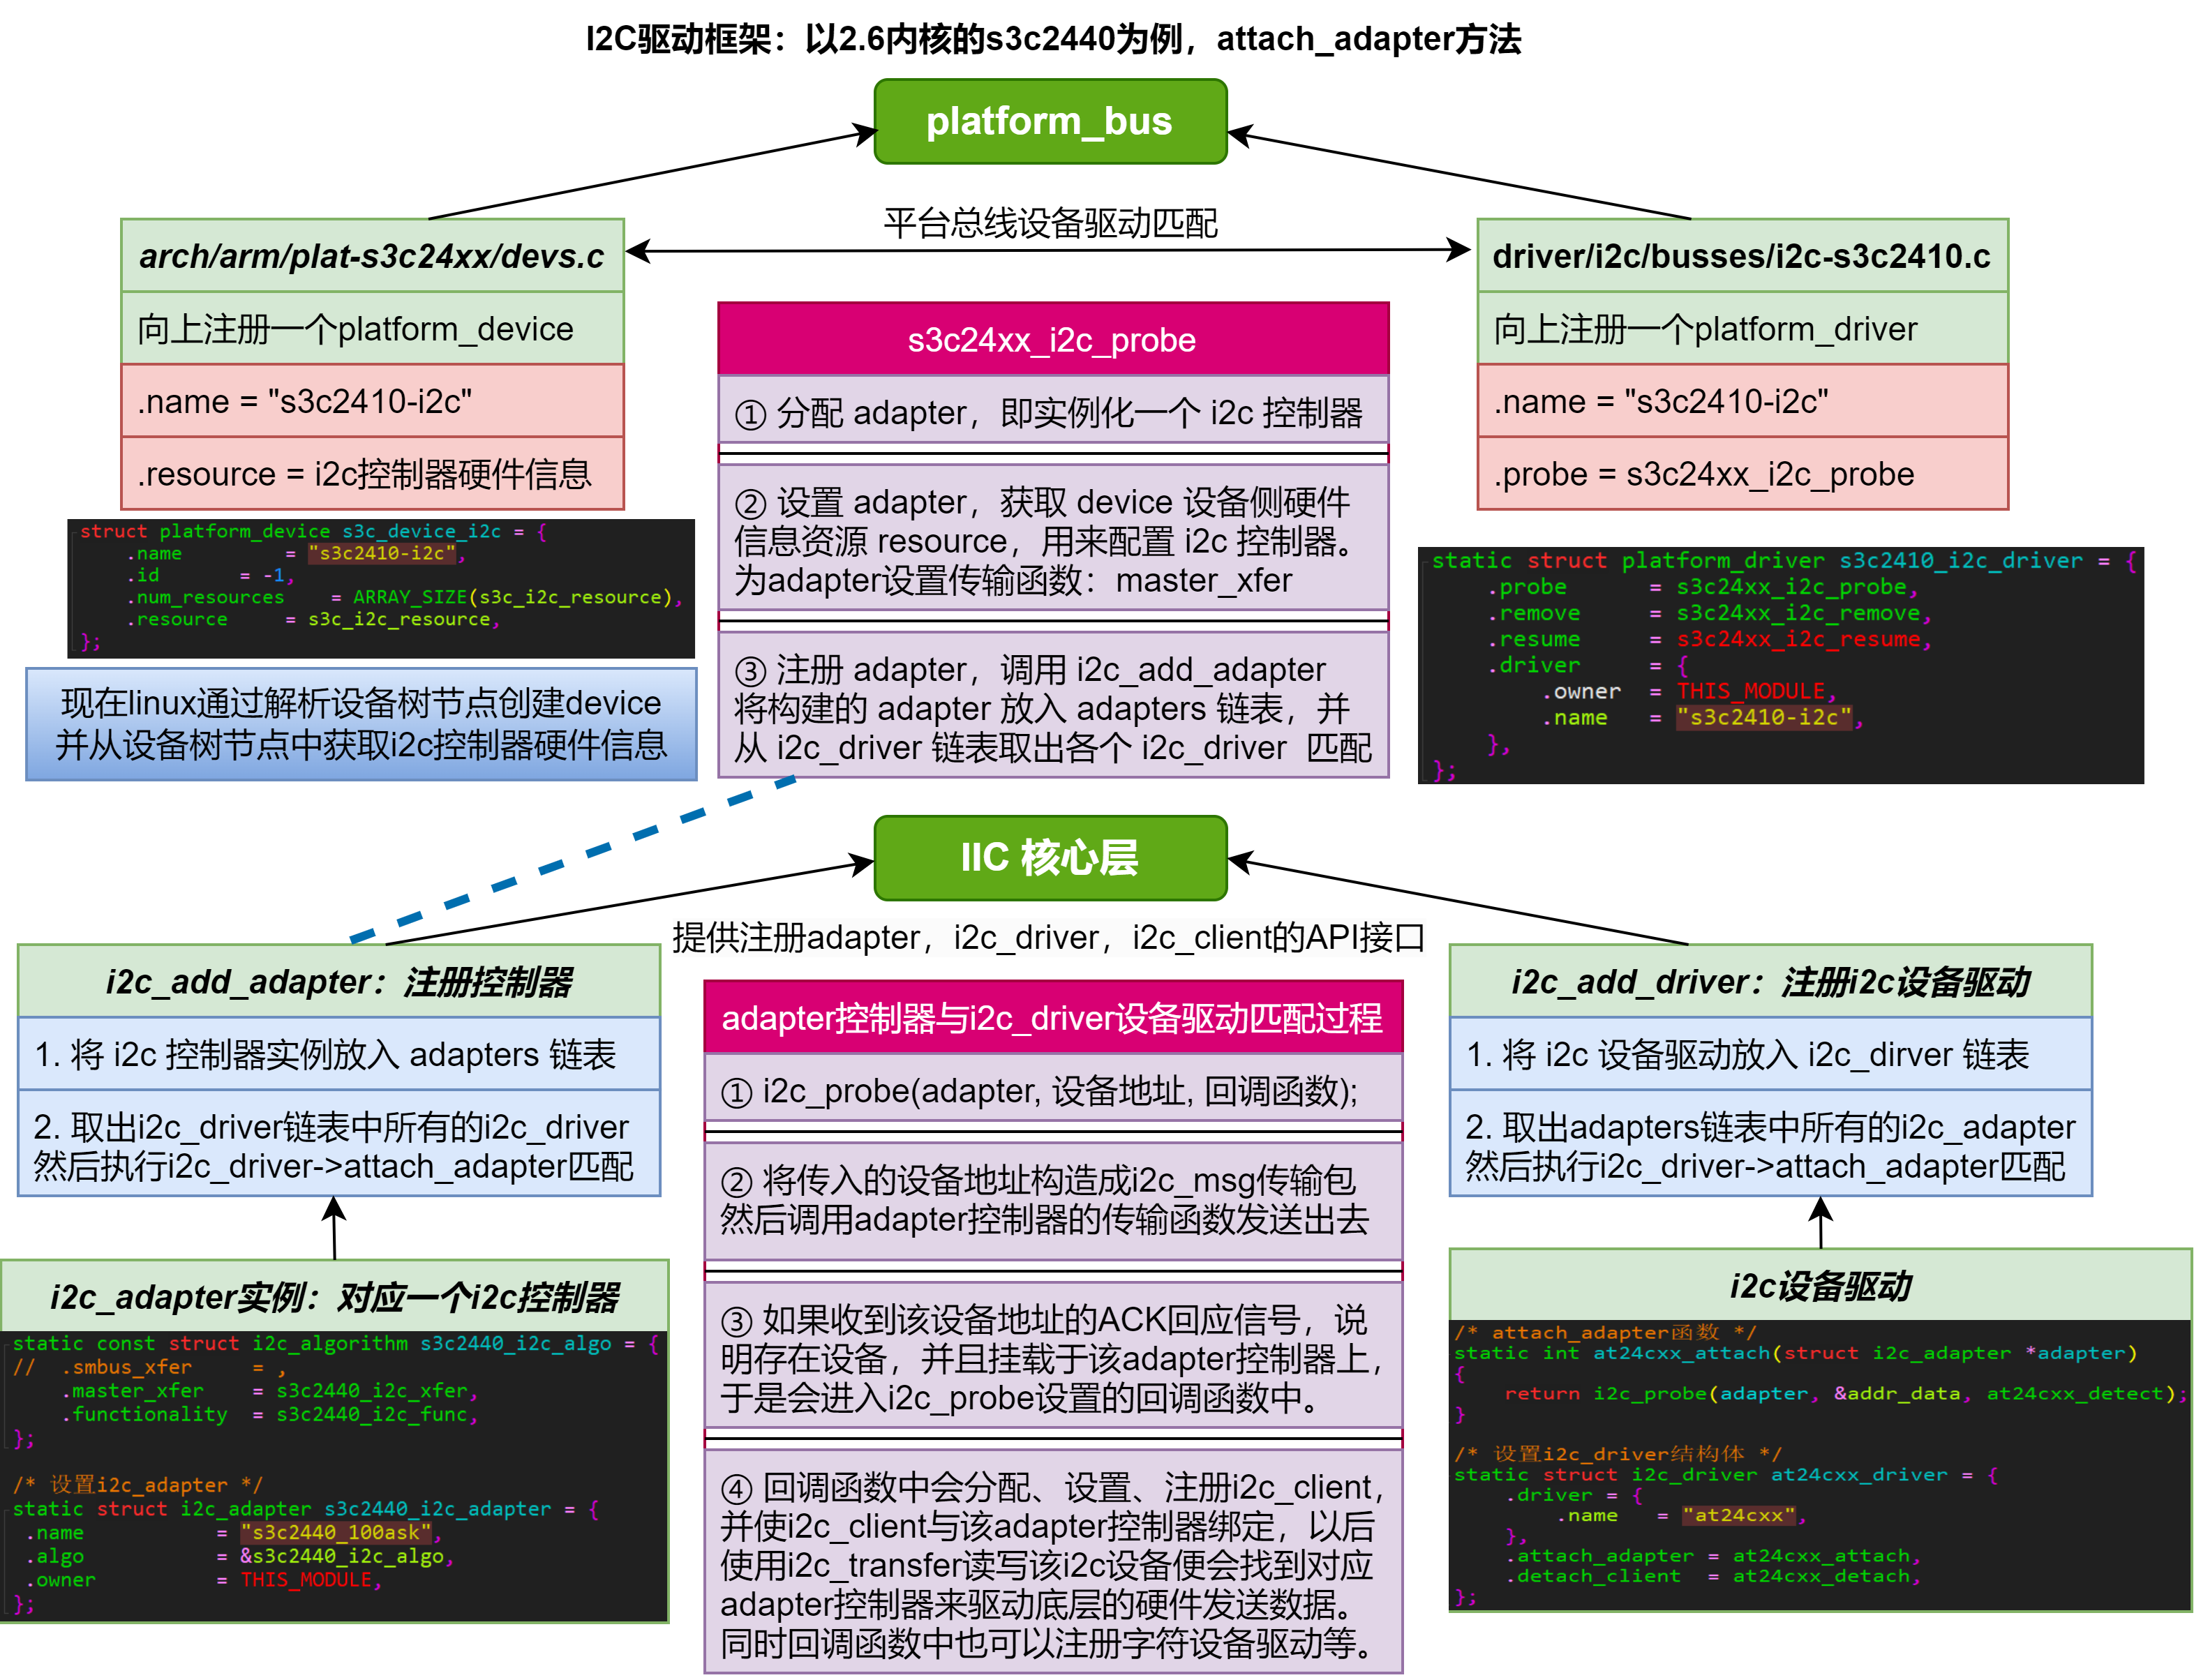 I2C驱动框架：以2.6内核的s3c2440为例，attach_adapter方法
platform_bus
平台总线设备驱动匹配
arch/arm/plat-s3c24xx/devs.c
向上注册一个platform_device
.name = "s3c2410-i2c"
.resource = i2c控制器硬件信息
struct platform_device s3c_device_i2c = {
.name = "s3c2410-i2c",
.id = -1,
.num_resources = ARRAY_SIZE(s3c_i2c_resource),
.resource = s3c_i2c_resource,
};
现在linux通过解析设备树节点创建device
并从设备树节点中获取i2c控制器硬件信息
s3c24xx_i2c_probe
① 分配 adapter，即实例化一个 i2c 控制器
② 设置 adapter，获取 device 设备侧硬件
信息资源 resource，用来配置 i2c 控制器。
为adapter设置传输函数：master_xfer
③ 注册 adapter，调用 i2c_add_adapter
将构建的 adapter 放入 adapters 链表，并
从 i2c_driver 链表取出各个 i2c_driver 匹配
driver/i2c/busses/i2c-s3c2410.c
向上注册一个platform_driver
.name = "s3c2410-i2c"
.probe = s3c24xx_i2c_probe
static struct platform_driver s3c2410_i2c_driver = {
.probe = s3c24xx_i2c_probe,
.remove = s3c24xx_i2c_remove,
.resume = s3c24xx_i2c_resume,
.driver = {
.owner = THIS_MODULE,
.name = "s3c2410-i2c",
},
};
IIC 核心层
提供注册adapter，i2c_driver，i2c_client的API接口
i2c_add_adapter：注册控制器
1. 将 i2c 控制器实例放入 adapters 链表
2. 取出i2c_driver链表中所有的i2c_driver
然后执行i2c_driver->attach_adapter匹配
i2c_adapter实例：对应一个i2c控制器
static const struct i2c_algorithm s3c2440_i2c_algo = {
// .smbus_xfer = ,
.master_xfer = s3c2440_i2c_xfer,
.functionality = s3c2440_i2c_func,
};
/* 设置i2c_adapter */
static struct i2c_adapter s3c2440_i2c_adapter = {
.name = "s3c2440_100ask",
.algo = &s3c2440_i2c_algo,
.owner = THIS_MODULE,
};
adapter控制器与i2c_driver设备驱动匹配过程
① i2c_probe(adapter, 设备地址, 回调函数);
② 将传入的设备地址构造成i2c_msg传输包
然后调用adapter控制器的传输函数发送出去
③ 如果收到该设备地址的ACK回应信号，说
明存在设备，并且挂载于该adapter控制器上，
于是会进入i2c_probe设置的回调函数中。
④ 回调函数中会分配、设置、注册i2c_client，
并使i2c_client与该adapter控制器绑定，以后
使用i2c_transfer读写该i2c设备便会找到对应
adapter控制器来驱动底层的硬件发送数据。
同时回调函数中也可以注册字符设备驱动等。
i2c_add_driver：注册i2c设备驱动
1. 将 i2c 设备驱动放入 i2c_dirver 链表
2. 取出adapters链表中所有的i2c_adapter
然后执行i2c_driver->attach_adapter匹配
i2c设备驱动
/* attach_adapter函数 */
static int at24cxx_attach(struct i2c_adapter *adapter)
{
return i2c_probe(adapter, &addr_data, at24cxx_detect);
}
/* 设置i2c_driver结构体 */
static struct i2c_driver at24cxx_driver = {
.driver = {
.name = "at24cxx",
},
.attach_adapter = at24cxx_attach,
.detach_client = at24cxx_detach,
};